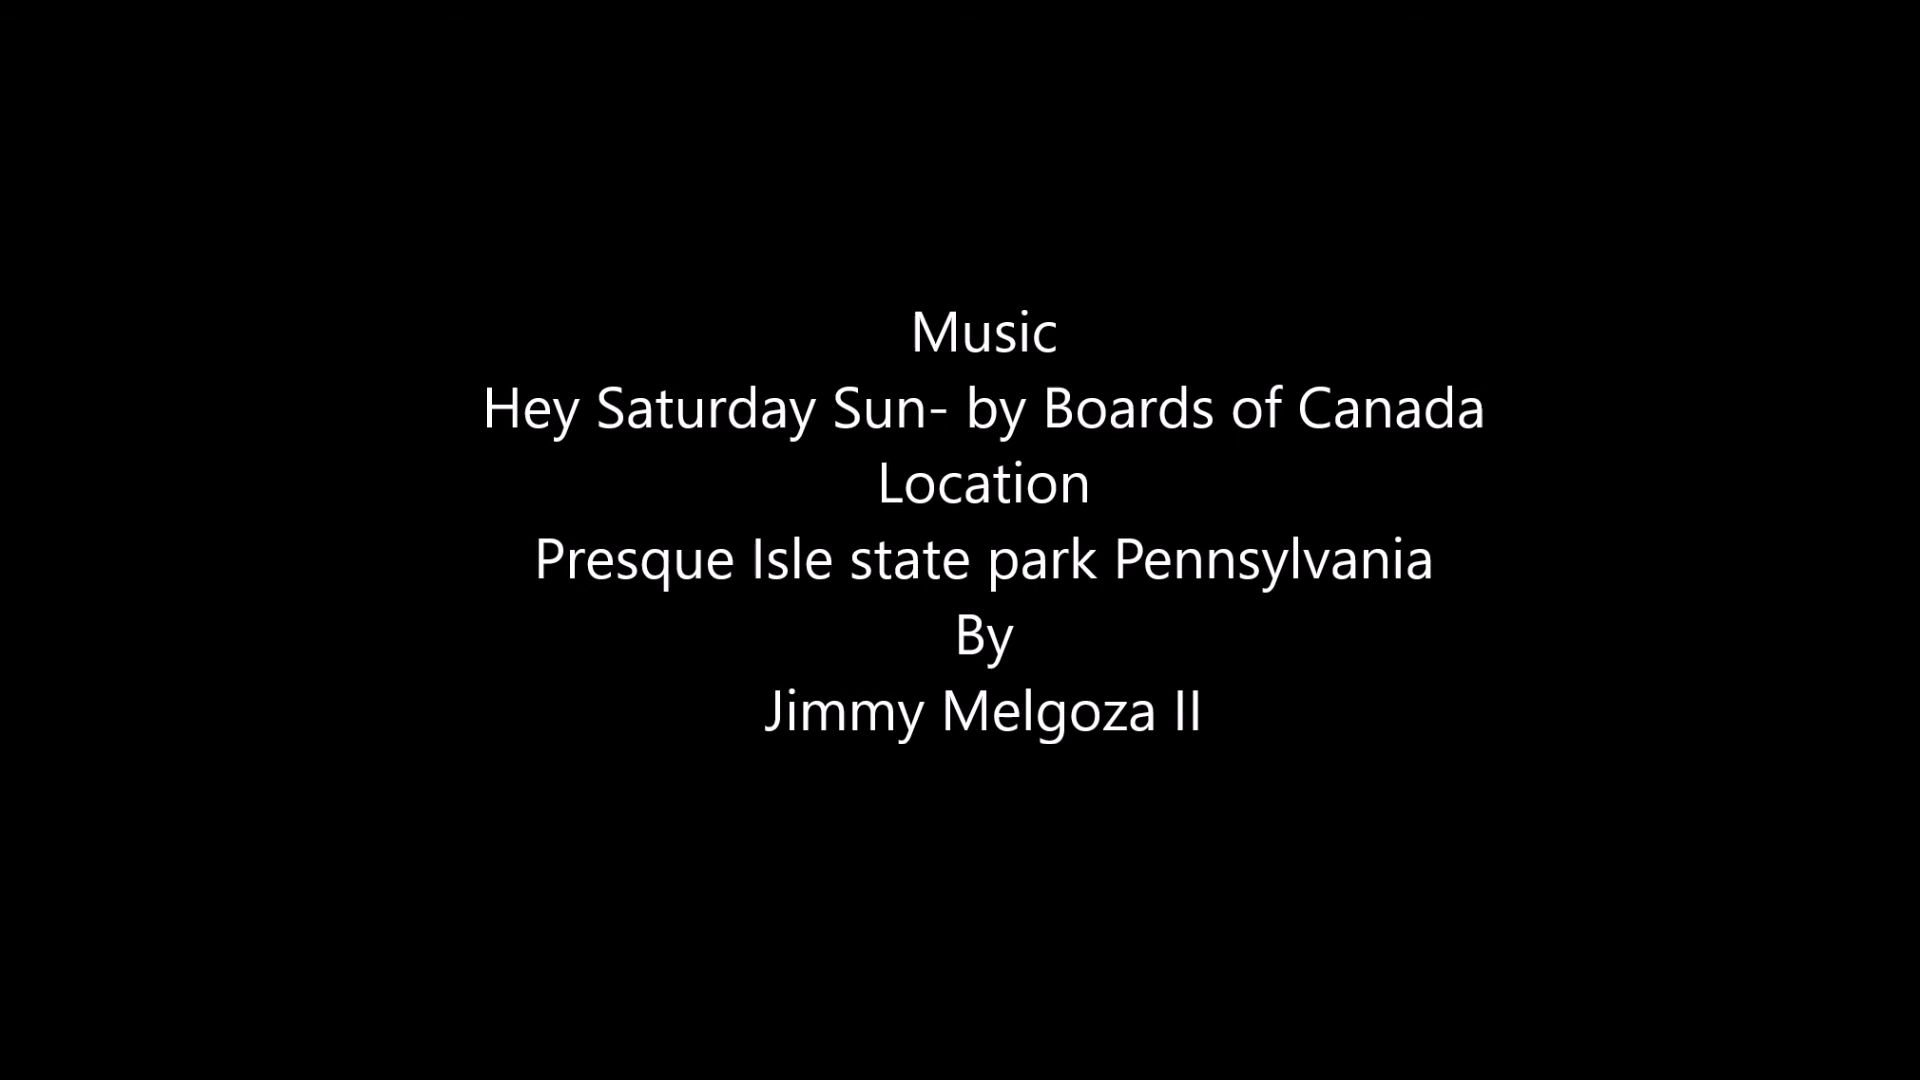 Music
Hey Saturday Sun- by Boards of Canada
Location
Presque Isle state park Pennsylvania
By
Jimmy Melgoza II